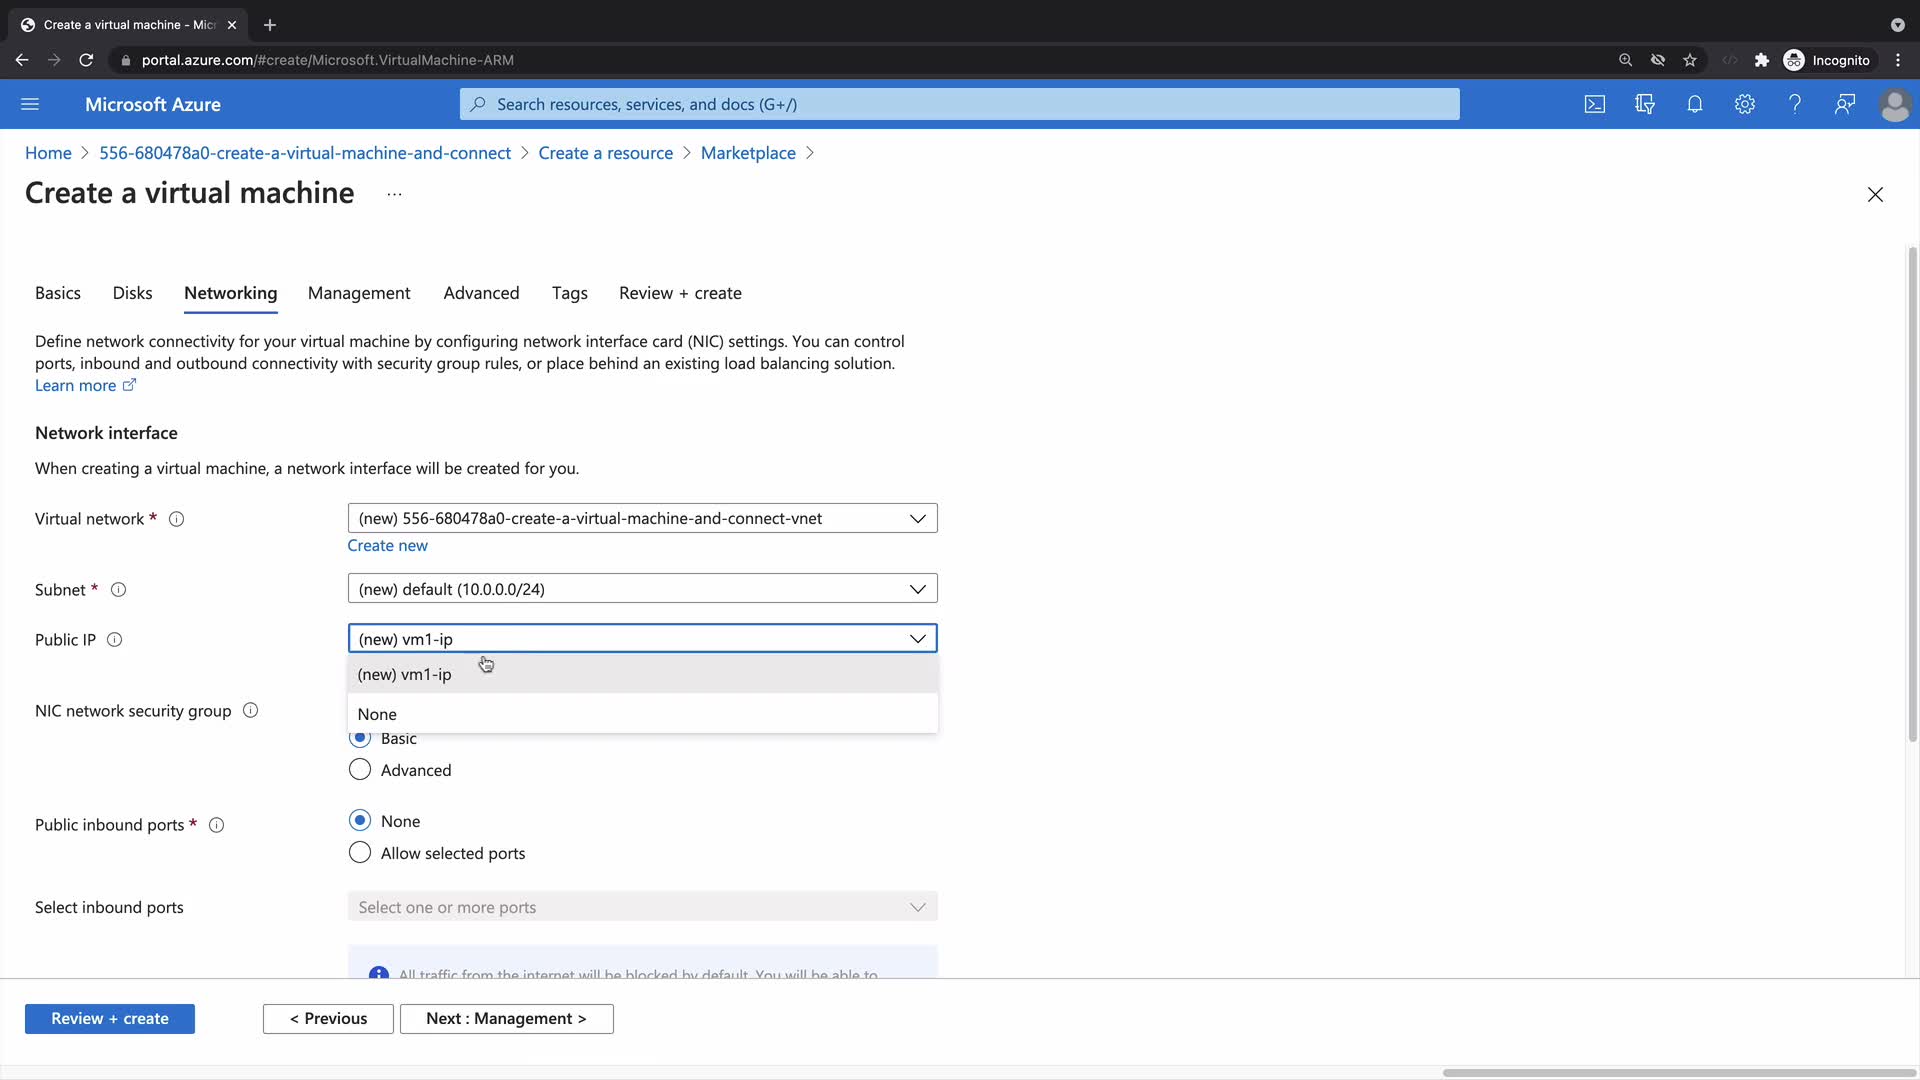 Create a virtual machine - Mic
portal.azure.com/#create/Microsoft.VirtualMachine-ARM
Incognito
Microsoft Azure
Search resources, services, and docs (G+/)
Home > 556-680478a0-create-a-virtual-machine-and-connect > Create a resource > Marketplace >
Create a virtual machine ...
Basics Disks Networking Management Advanced Tags Review + create
Define network connectivity for your virtual machine by configuring network interface card (NIC) settings. You can control
ports, inbound and outbound connectivity with security group rules, or place behind an existing load balancing solution.
Learn more
Network interface
When creating a virtual machine, a network interface will be created for you.
Virtual network *
(new) 556-680478a0-create-a-virtual-machine-and-connect-vnet
Create new
Subnet *
(new) default (10.0.0.0/24)
Public IP
(new) vm1-ip
(new) vm1-ip
None
NIC network security group
Basic
Advanced
Public inbound ports *
None
Allow selected ports
Select inbound ports
Select one or more ports
All traffic from the internet will be blocked by default. You will be able to
Review + create
< Previous
Next : Management >